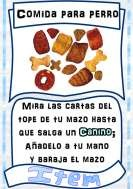 Comida para perro
Mira las cartas del
tope de tu mazo hasta
que salga un Canino;
Añadelo a tu mano
y baraja el mazo
Item